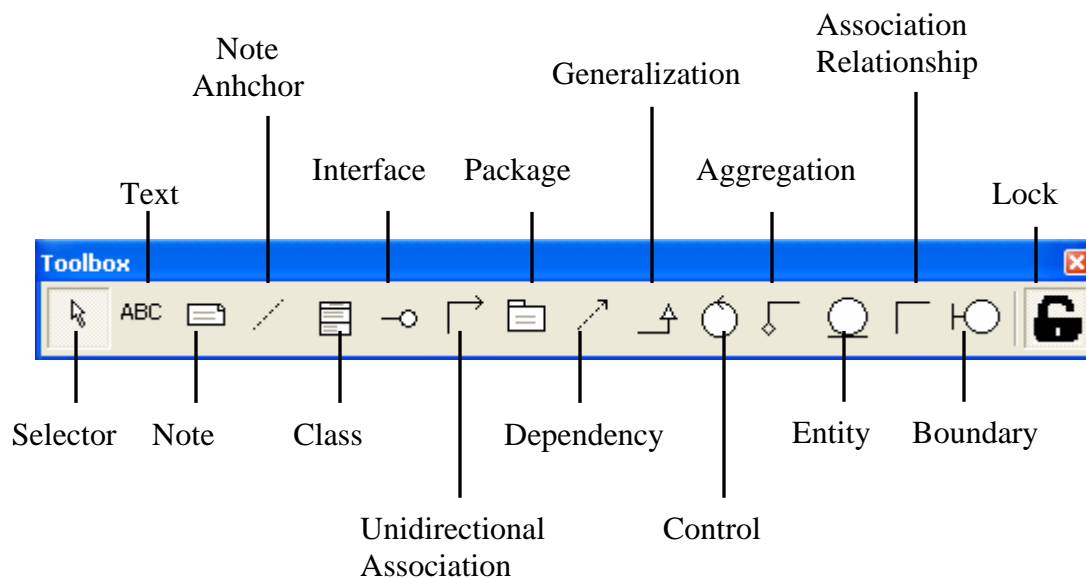 Association
Relationship
Note
Anhchor
Generalization
Interface
Package
Aggregation
Text
Lock
Toolbox
ABC
Selector
Note
Class
Dependency
Entity
Boundary
Unidirectional
Association
Control